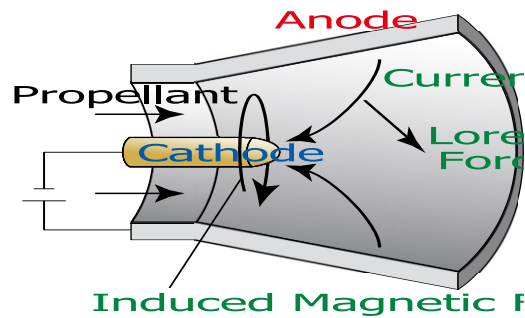 Anode
Curren
Propellant
Lore
Cathode
Forc
Induced Magnetic F